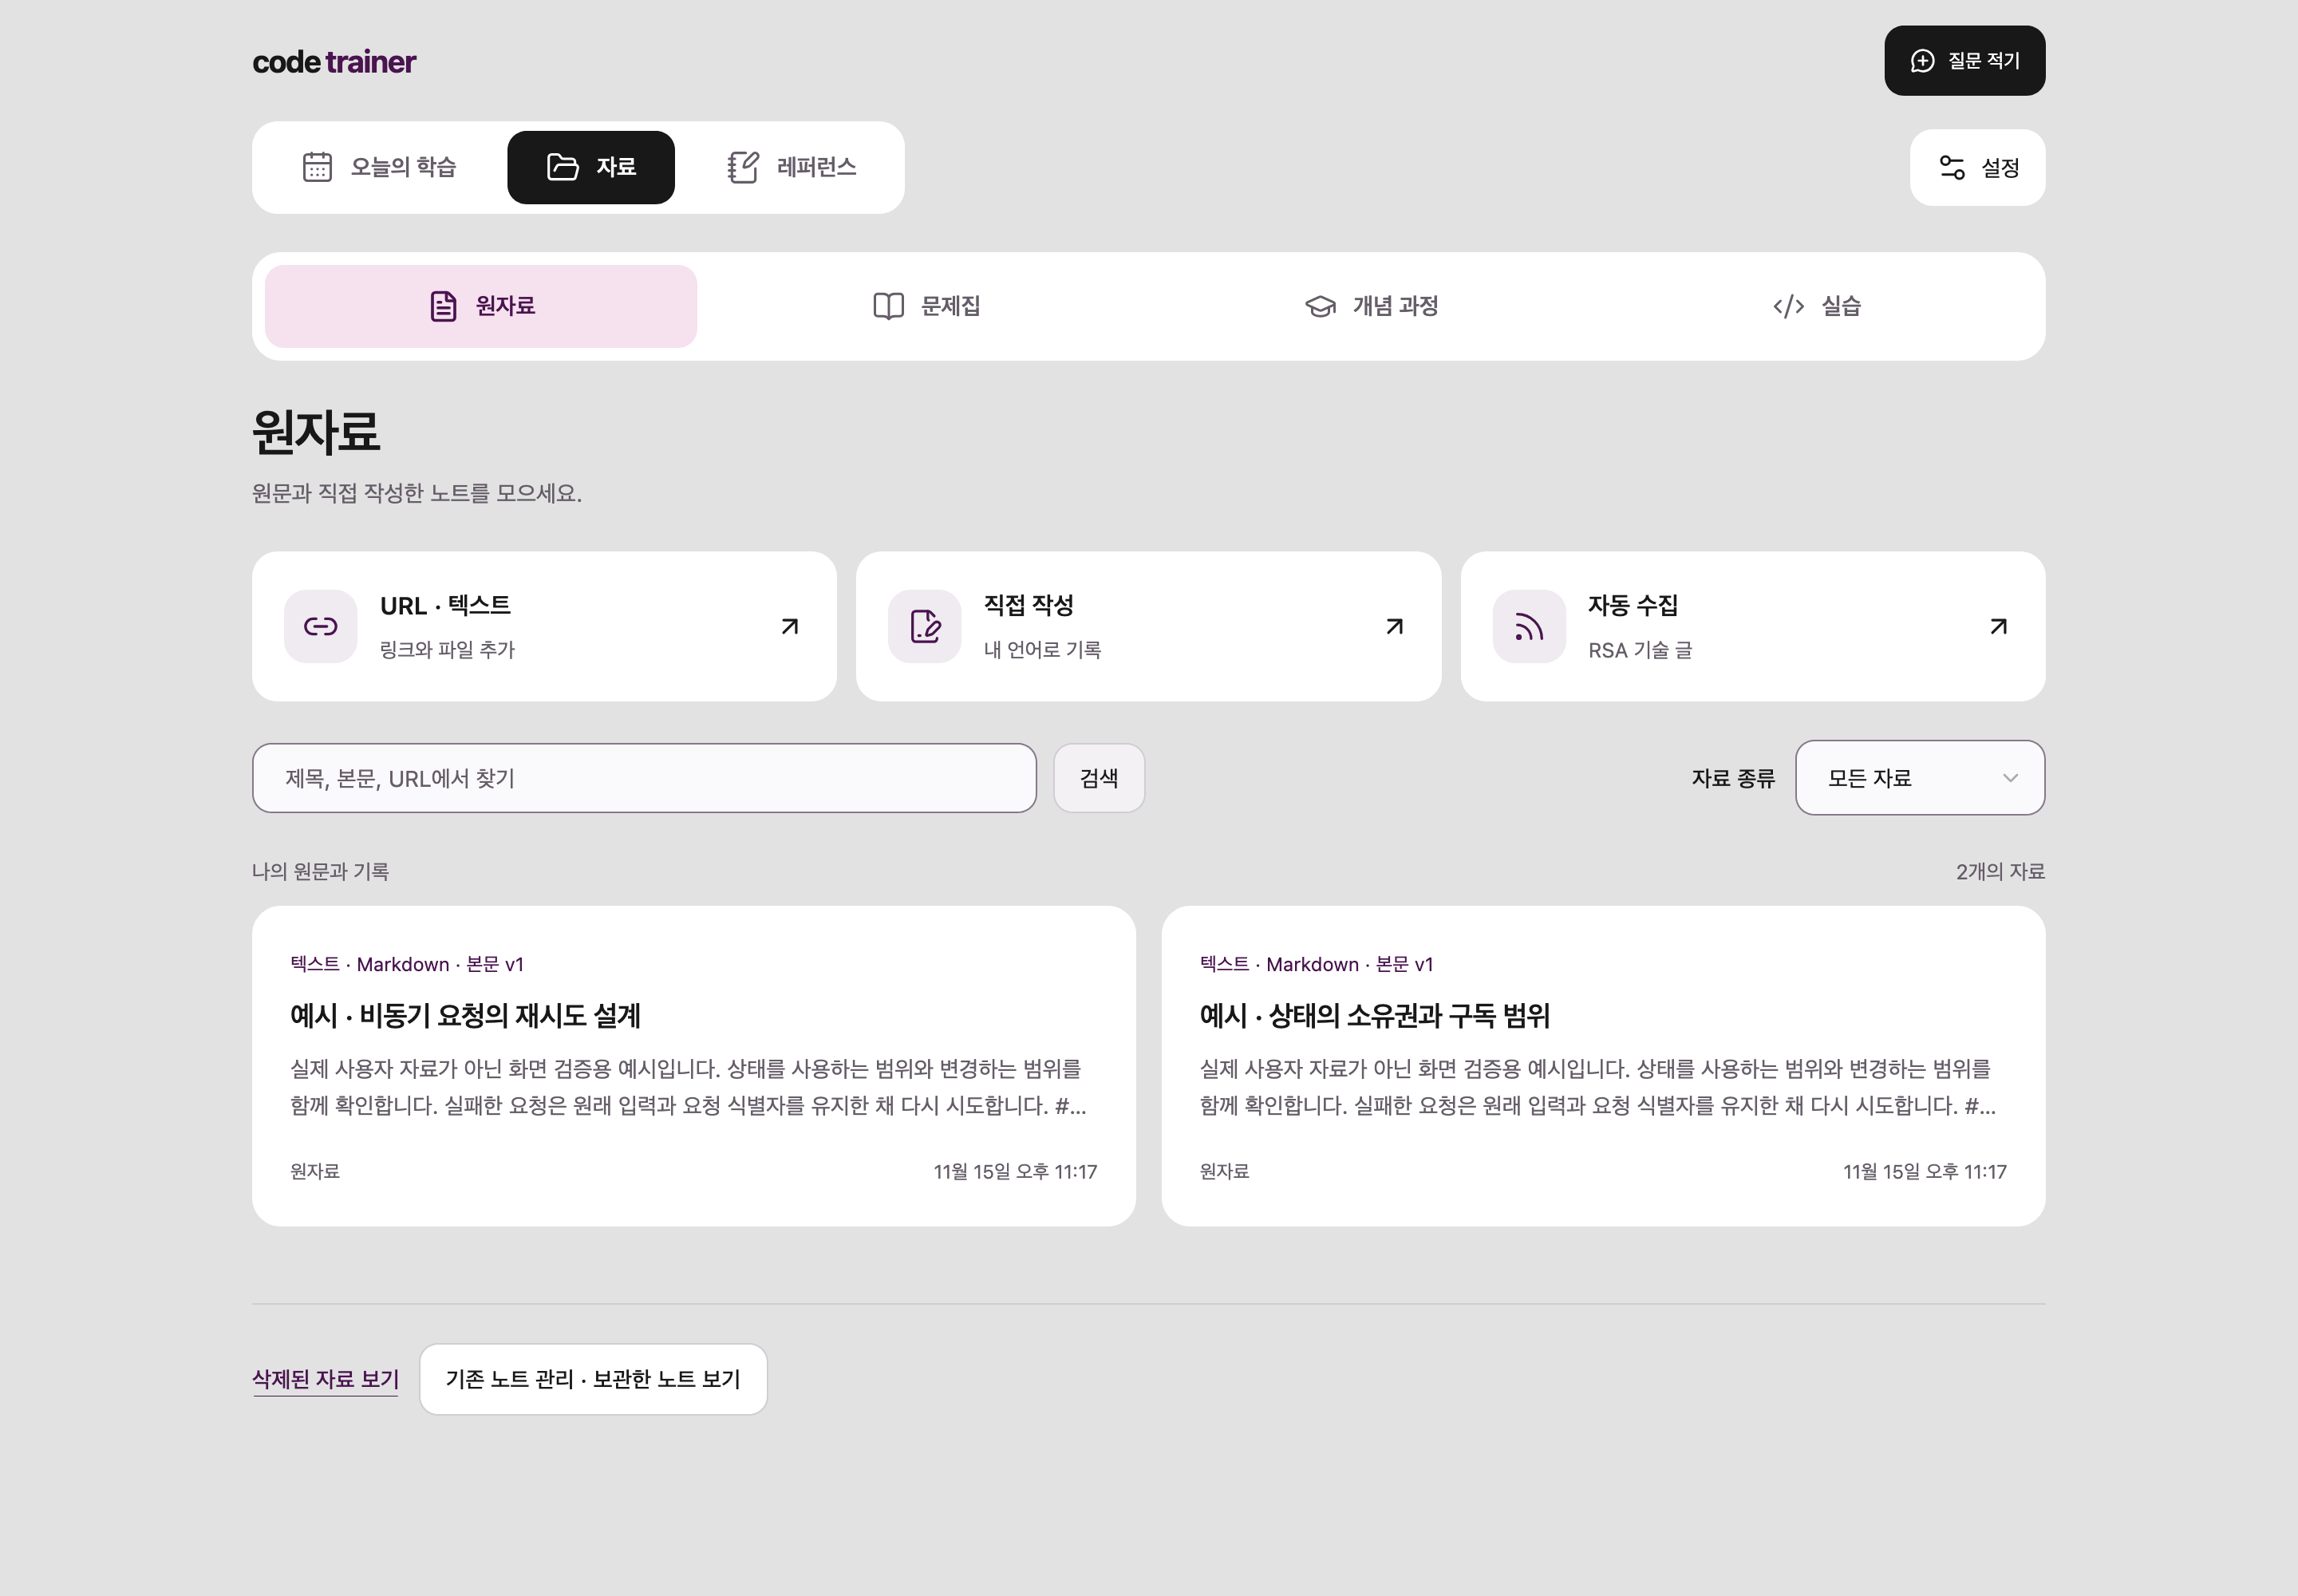 code trainer
질문 적기
오늘의 학습
자료
레퍼런스
설정
원자료
문제집
개념 과정
실습
원자료
원문과 직접 작성한 노트를 모으세요.
URL · 텍스트
링크와 파일 추가
직접 작성
내 언어로 기록
자동 수집
RSA 기술 글
제목, 본문, URL에서 찾기
검색
자료 종류
모든 자료
나의 원문과 기록
2개의 자료
텍스트 · Markdown · 본문 v1
예시 · 비동기 요청의 재시도 설계
실제 사용자 자료가 아닌 화면 검증용 예시입니다. 상태를 사용하는 범위와 변경하는 범위를
함께 확인합니다. 실패한 요청은 원래 입력과 요청 식별자를 유지한 채 다시 시도합니다. #...
원자료
11월 15일 오후 11:17
텍스트 · Markdown · 본문 v1
예시 · 상태의 소유권과 구독 범위
실제 사용자 자료가 아닌 화면 검증용 예시입니다. 상태를 사용하는 범위와 변경하는 범위를
함께 확인합니다. 실패한 요청은 원래 입력과 요청 식별자를 유지한 채 다시 시도합니다. #...
원자료
11월 15일 오후 11:17
삭제된 자료 보기
기존 노트 관리 · 보관한 노트 보기